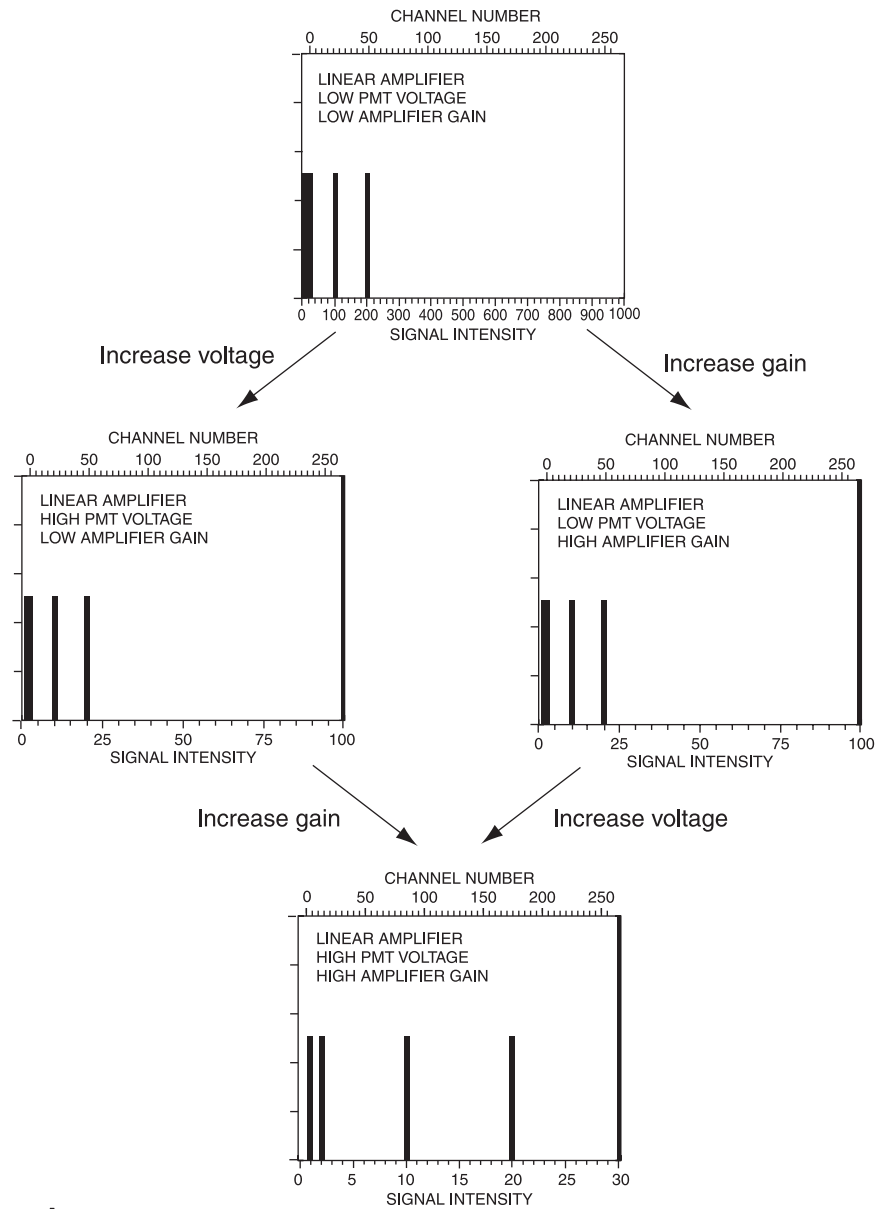 CHANNEL NUMBER
0 50 100 150 200 250
LINEAR AMPLIFIER
LOW PMT VOLTAGE
LOW AMPLIFIER GAIN
0 100 200 300 400 500 600 700 800 900 1000
SIGNAL INTENSITY
Increase voltage
Increase gain
CHANNEL NUMBER
0 50 100 150 200 250
LINEAR AMPLIFIER
HIGH PMT VOLTAGE
LOW AMPLIFIER GAIN
0 25 50 75 100
SIGNAL INTENSITY
CHANNEL NUMBER
0 50 100 150 200 250
LINEAR AMPLIFIER
LOW PMT VOLTAGE
HIGH AMPLIFIER GAIN
0 25 50 75 100
SIGNAL INTENSITY
Increase gain
Increase voltage
CHANNEL NUMBER
0 50 100 150 200 250
LINEAR AMPLIFIER
HIGH PMT VOLTAGE
HIGH AMPLIFIER GAIN
0 5 10 15 20 25 30
SIGNAL INTENSITY